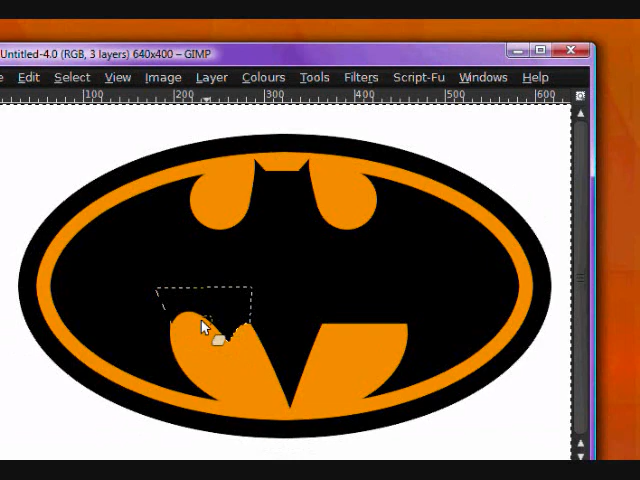 Untitled-4.0 (RGB, 3 layers) 640x400 – GIMP
e Edit Select View Image Layer Colours Tools Filters Script-Fu Windows Help
100 200 300 400 500 600